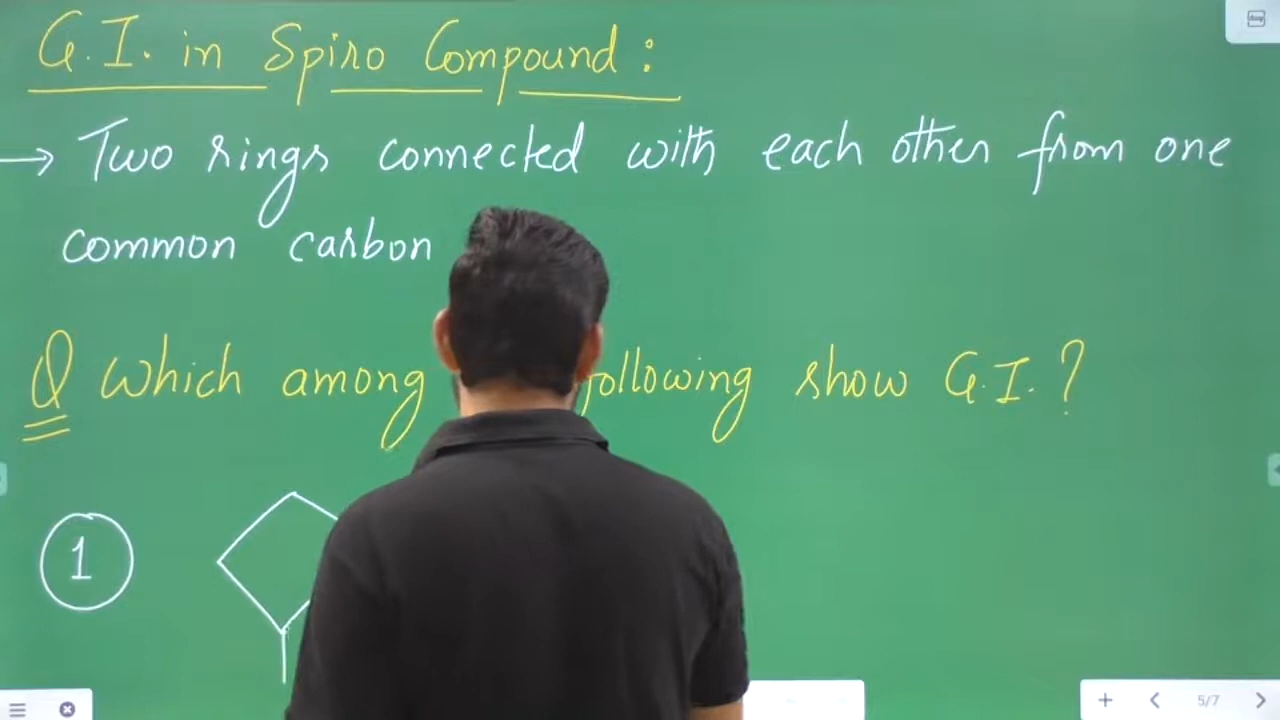 G.I. in Spiro Compound :
→ Two rings connected with each other from one
common carbon
Q Which among following show G.I. ?
1
5/7